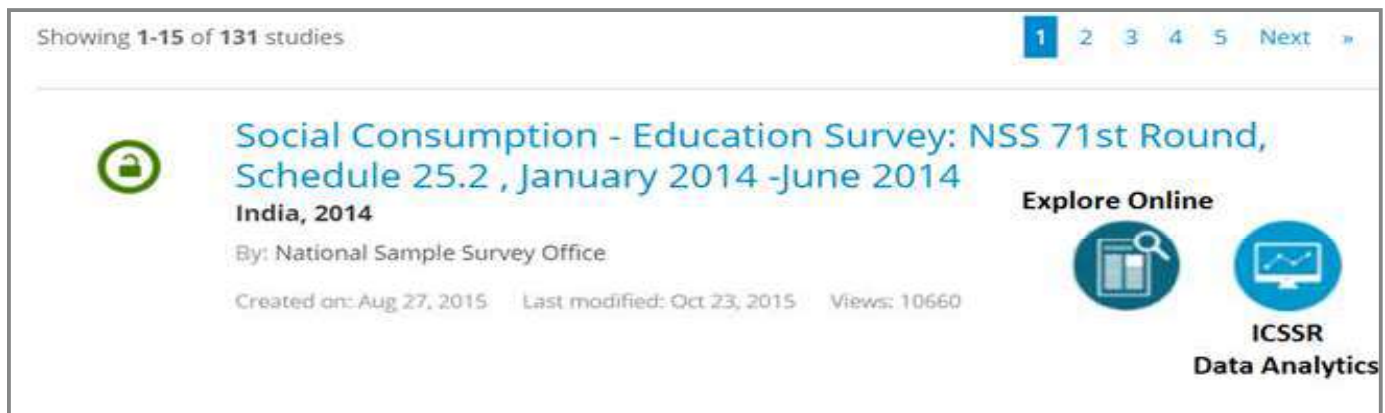 Showing 1-15 of 131 studies
1 2 3 4 5 Next »
Social Consumption - Education Survey: NSS 71st Round,
Schedule 25.2 , January 2014 -June 2014
India, 2014
Explore Online
By: National Sample Survey Office
Created on: Aug 27, 2015 Last modified: Oct 23, 2015 Views: 10660
ICSSR
Data Analytics